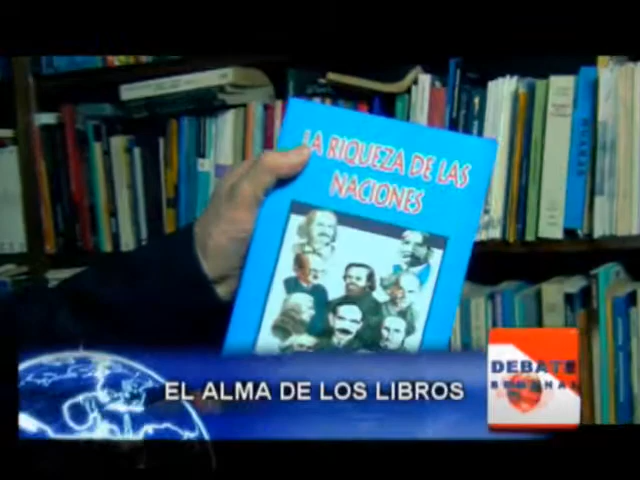 LA RIQUEZA DE LAS
NACIONES
EL ALMA DE LOS LIBROS
DEBATE